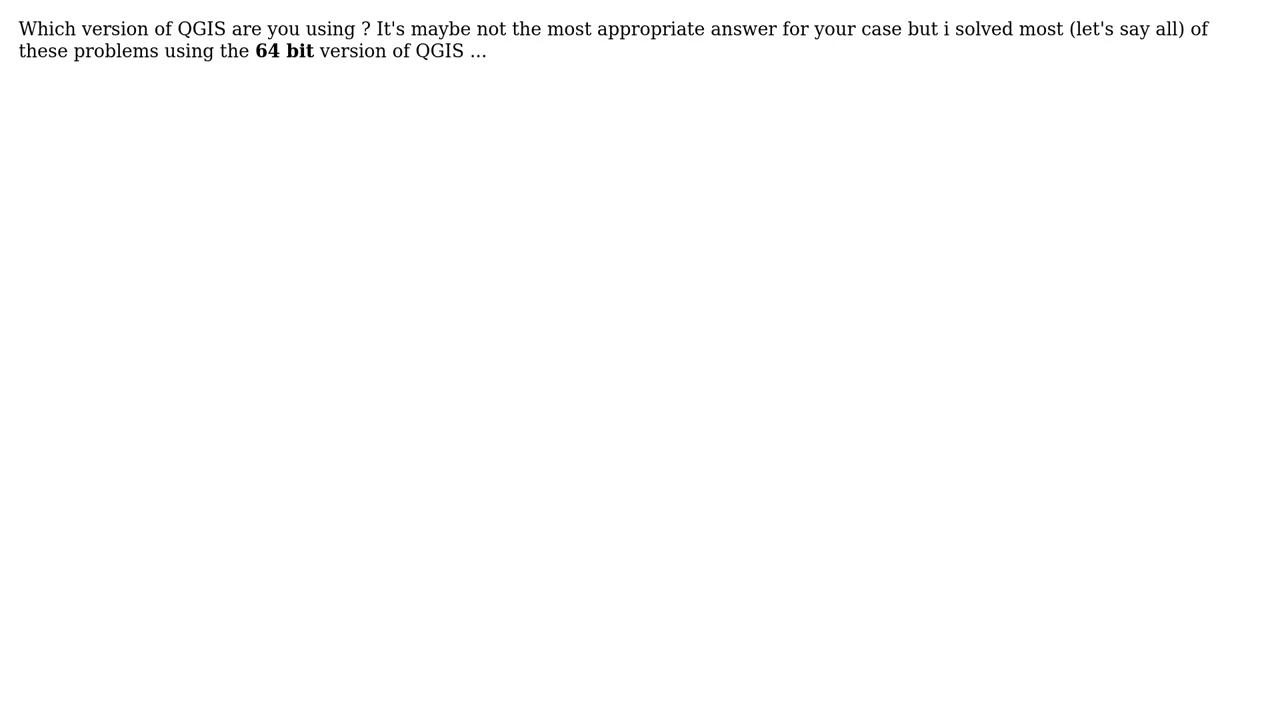 Which version of QGIS are you using ? It's maybe not the most appropriate answer for your case but i solved most (let's say all) of
these problems using the 64 bit version of QGIS ...